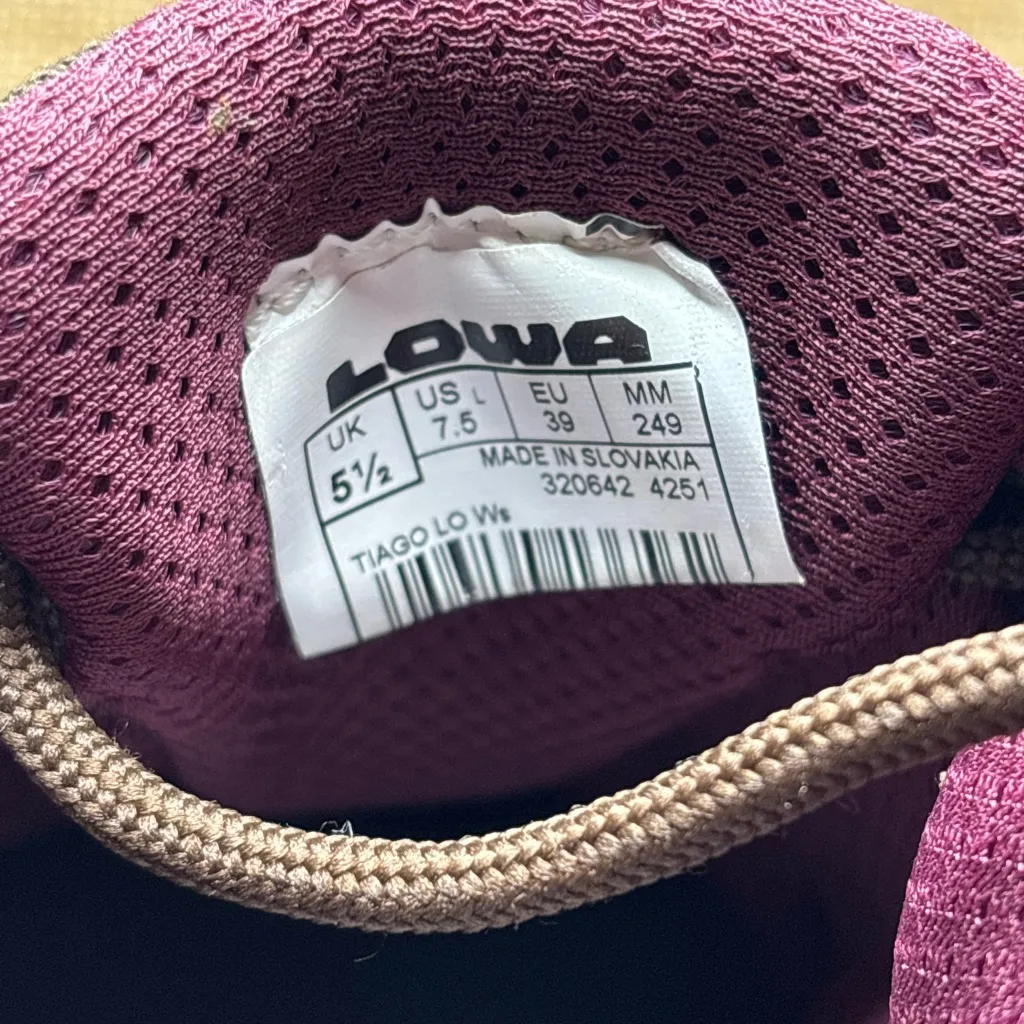 LOWA
UK US L EU MM
5½ 7.5 39 249
MADE IN SLOVAKIA
320642 4251
TIAGO LO Ws